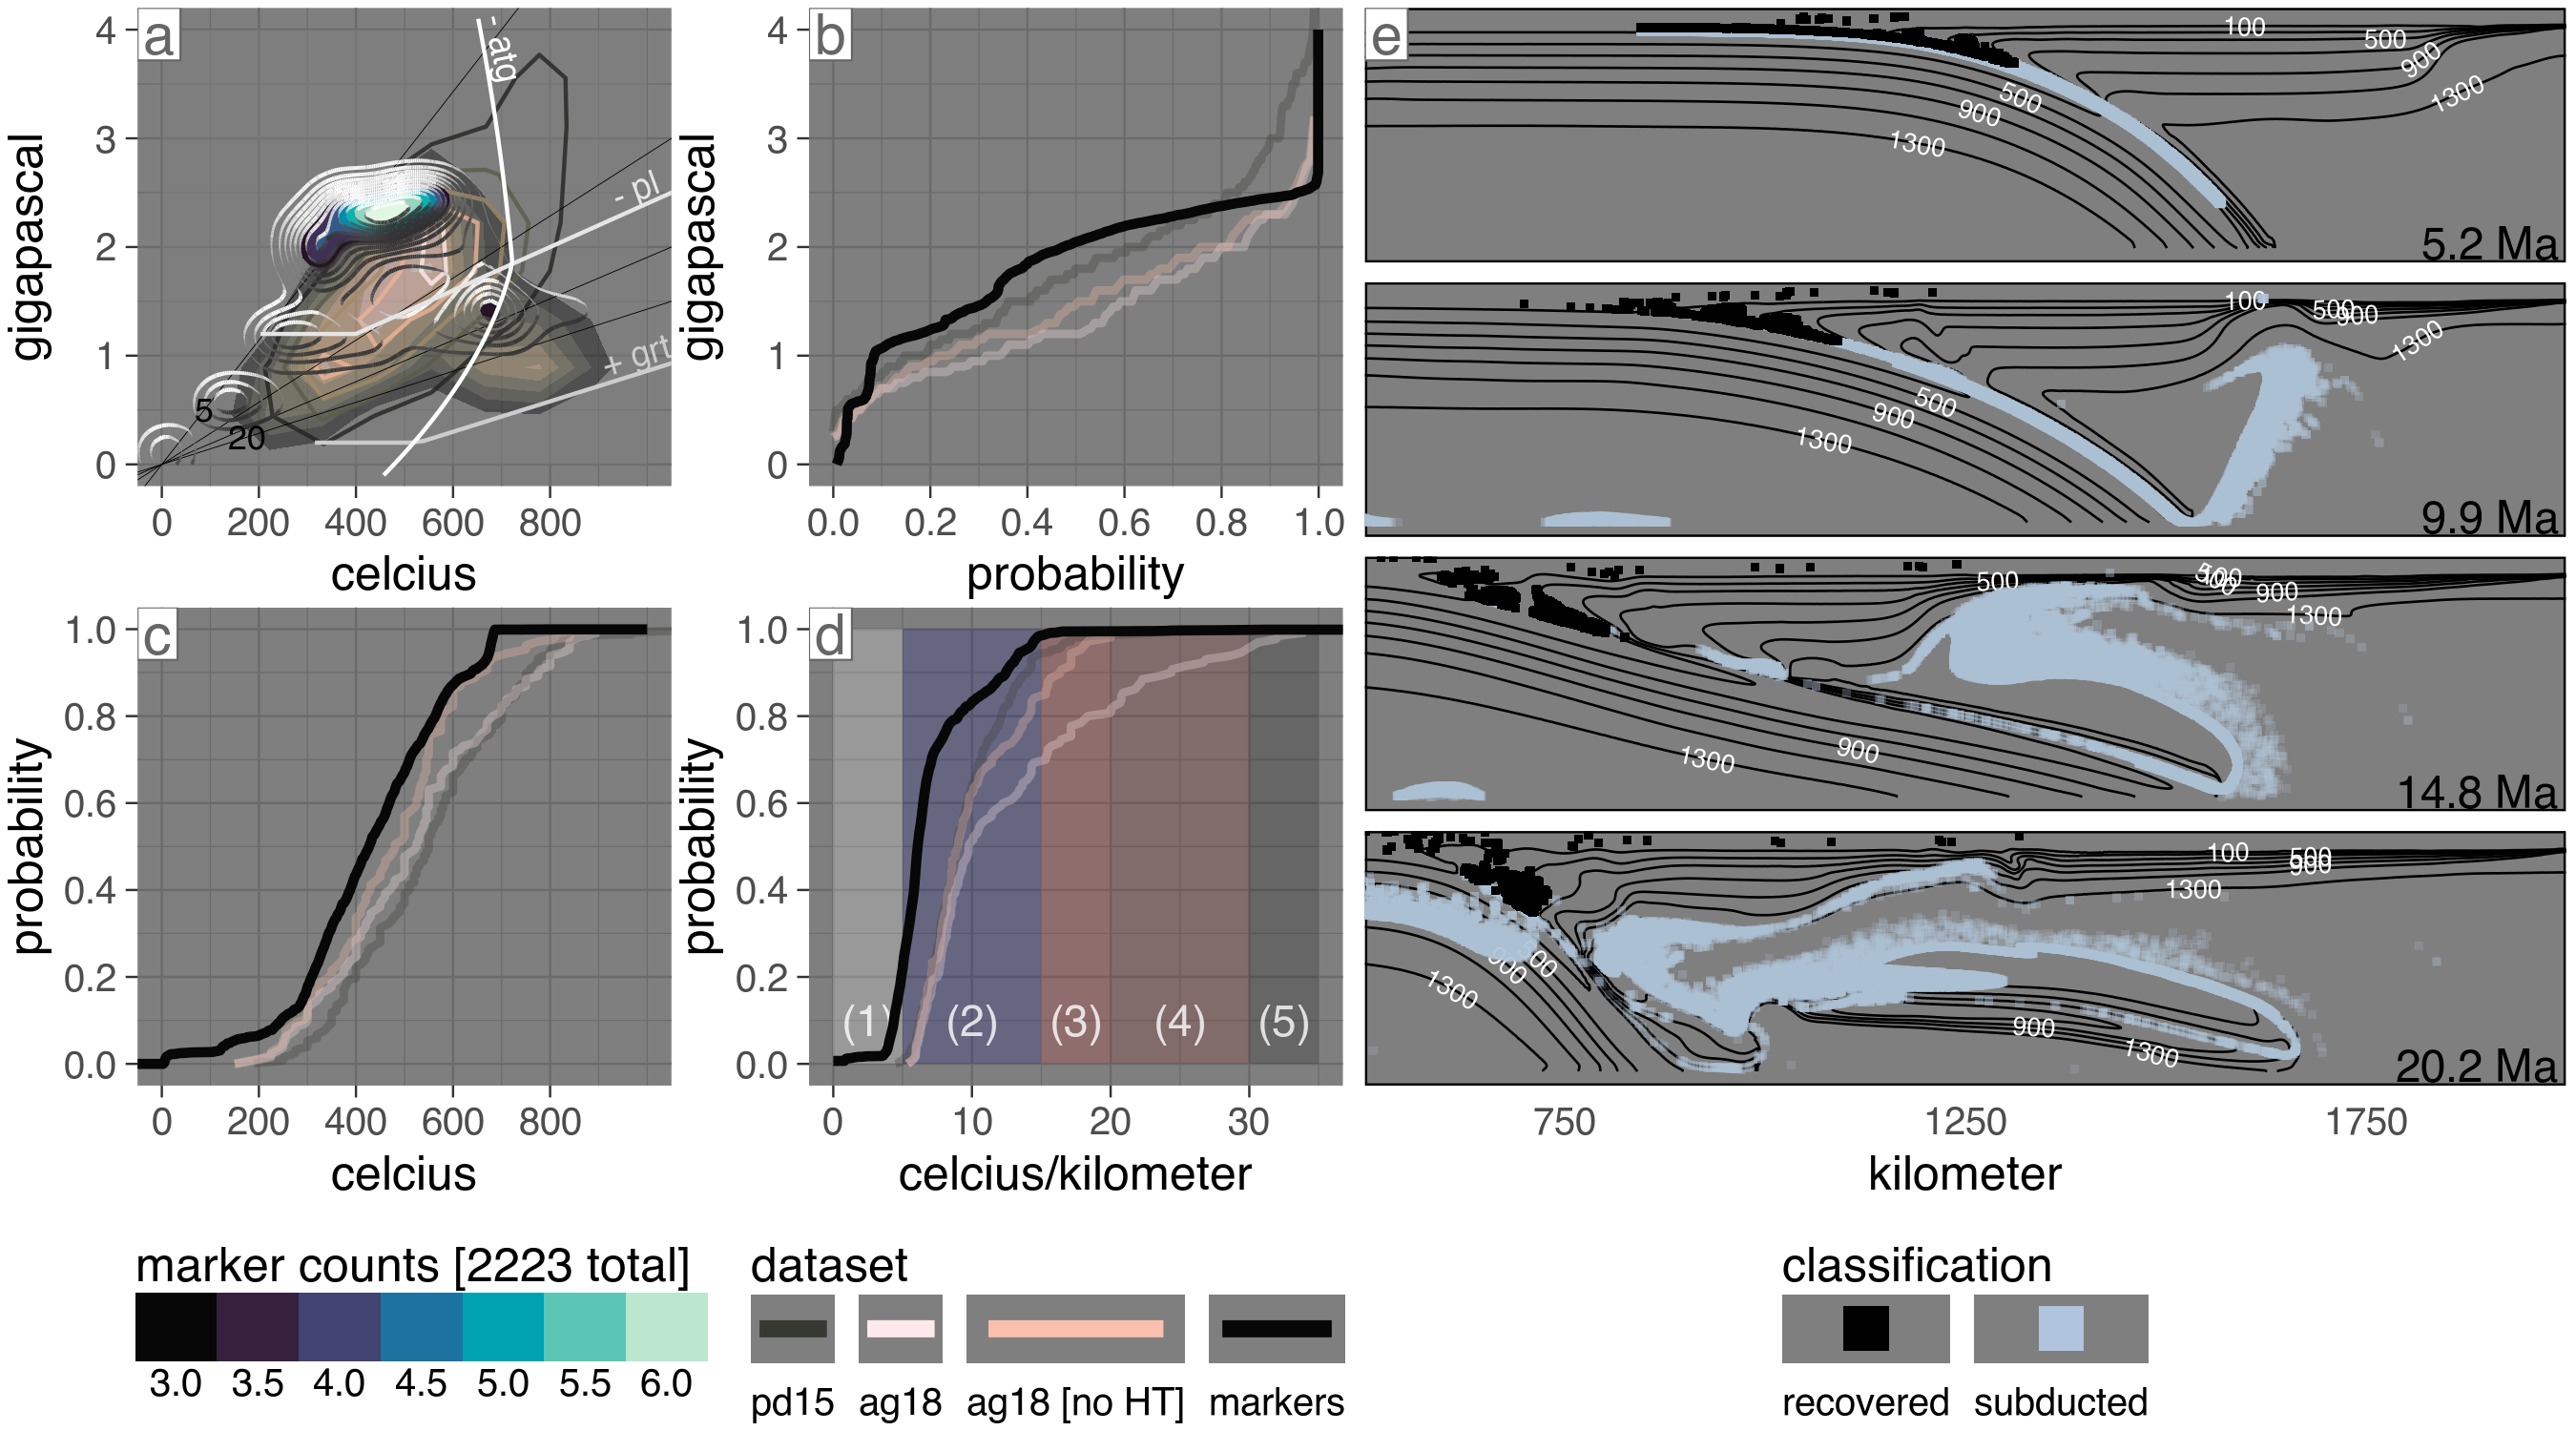 a
4
3
2
1
0
gigapascal
- atg
- pl
+ grt
5
20
0 200 400 600 800
celcius
b
4
3
2
1
0
gigapascal
0.0 0.2 0.4 0.6 0.8 1.0
probability
c
1.0
0.8
0.6
0.4
0.2
0.0
probability
0 200 400 600 800
celcius
d
1.0
0.8
0.6
0.4
0.2
0.0
probability
(1) (2) (3) (4) (5)
0 10 20 30
celcius/kilometer
e
100
500
900
1300
500
900
1300
5.2 Ma
100
500
900
1300
500
900
1300
9.9 Ma
500
500
900
1300
900
1300
14.8 Ma
100
500
900
1300
900
1300
900
1300
20.2 Ma
750 1250 1750
kilometer
marker counts [2223 total]
3.0 3.5 4.0 4.5 5.0 5.5 6.0
dataset
pd15 ag18 ag18 [no HT] markers
classification
recovered subducted